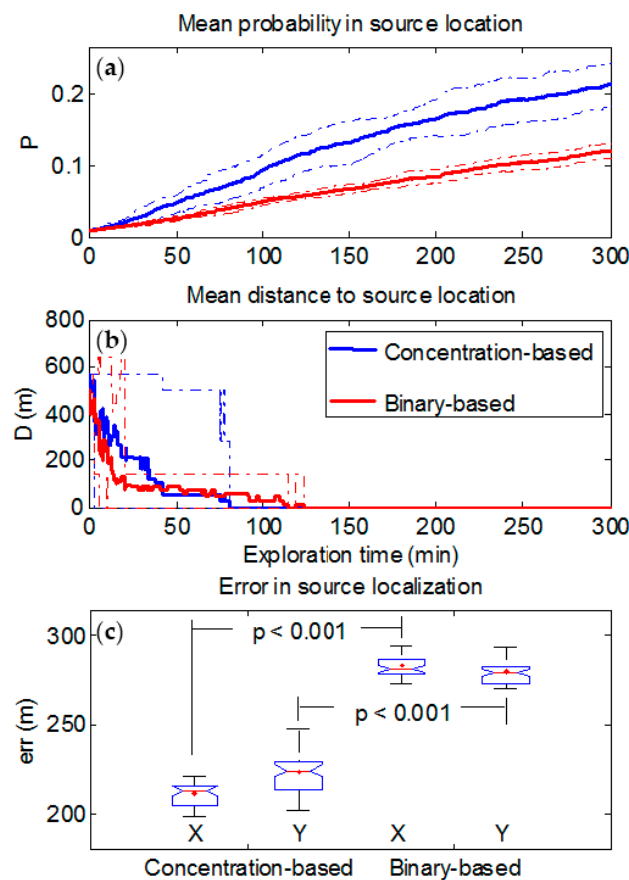 Mean probability in source location
(a)
P
0.2
0.1
0
0 50 100 150 200 250 300
Mean distance to source location
(b)
D (m)
800
600
400
200
0
Concentration-based
Binary-based
0 50 100 150 200 250 300
Exploration time (min)
Error in source localization
(c)
err (m)
300
250
200
p < 0.001
p < 0.001
X Y X Y
Concentration-based Binary-based